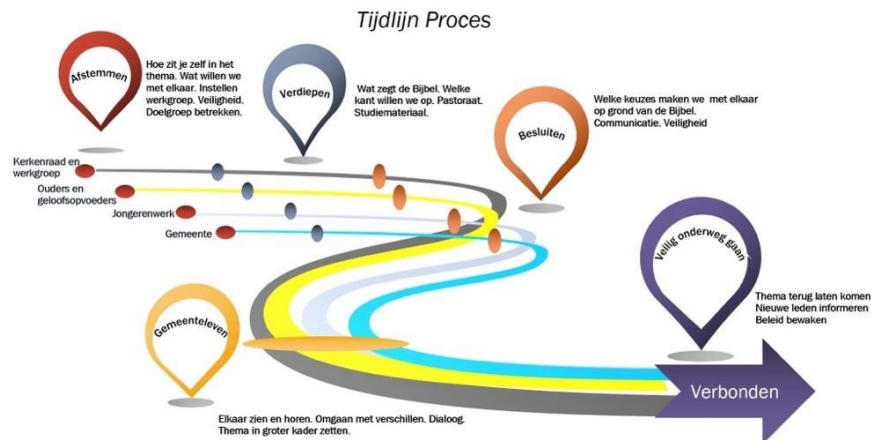 Tijdlijn Proces
Afstemmen
Hoe zit je zelf in het
thema. Wat willen we
met elkaar. Instellen
werkgroep. Veiligheid.
Doelgroep betrekken.
Verdiepen
Wat zegt de Bijbel. Welke
kant willen we op. Pastoraat.
Studiemateriaal.
Besluiten
Welke keuzes maken we met elkaar
op grond van de Bijbel.
Communicatie. Veiligheid
Kerkenraad en
werkgroep
Ouders en
geloofsopvoeders
Jongerenwerk
Gemeente
Veilig onderweg gaan
Thema terug laten komen
Nieuwe leden informeren
Beleid bewaken
Gemeenteleven
Verbonden
Elkaar zien en horen. Omgaan met verschillen. Dialoog.
Thema in groter kader zetten.